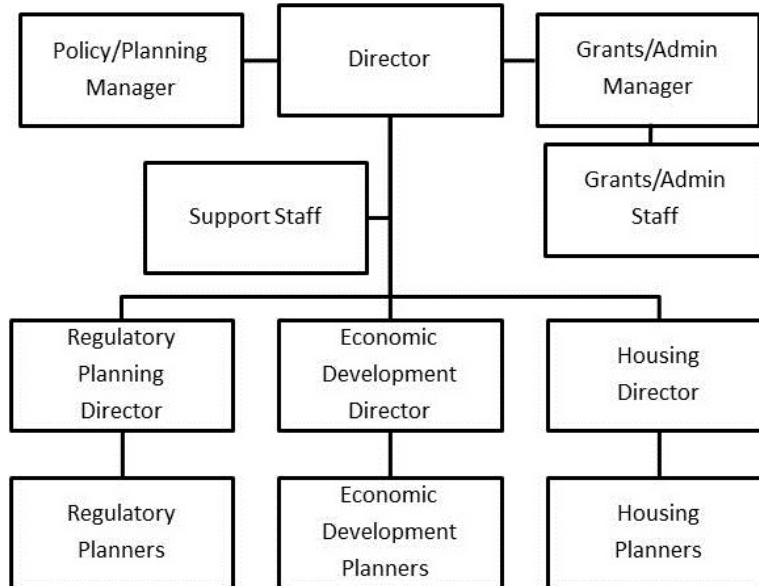 Policy/Planning
Manager
Director
Grants/Admin
Manager
Support Staff
Grants/Admin
Staff
Regulatory
Planning
Director
Economic
Development
Director
Housing
Director
Regulatory
Planners
Economic
Development
Planners
Housing
Planners